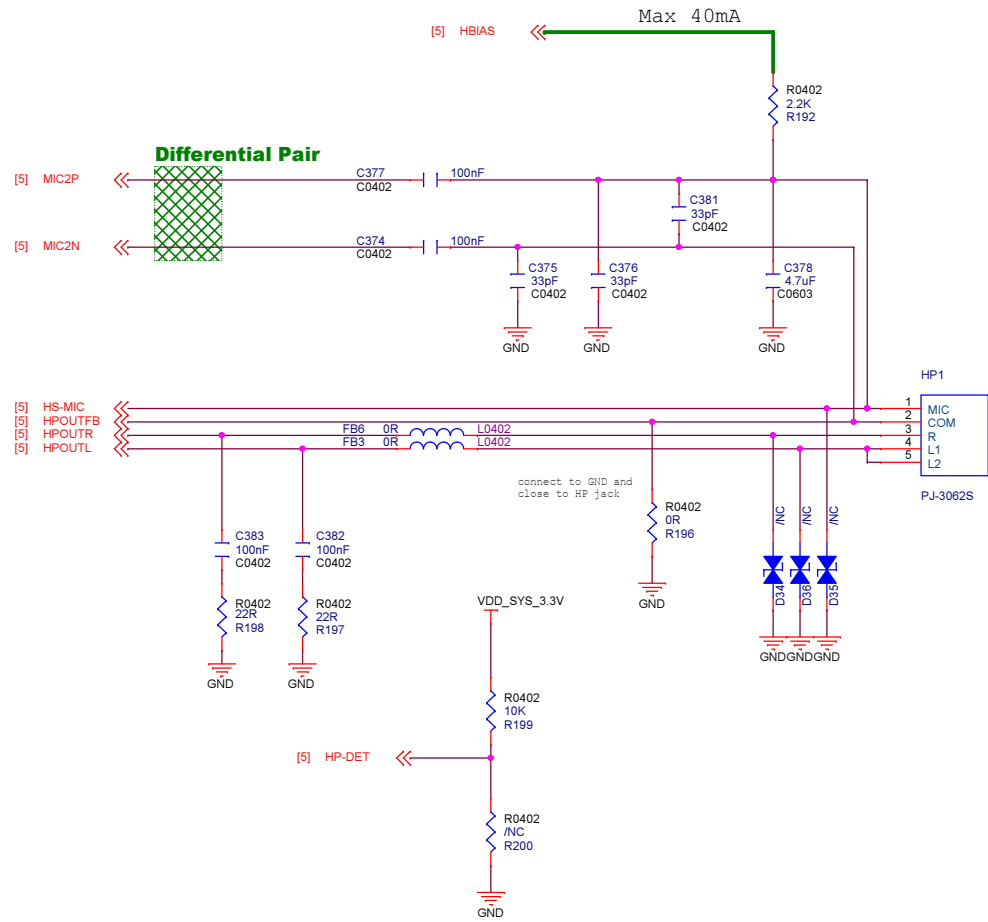 Max 40mA
[5] HBIAS
R0402
2.2K
R192
Differential Pair
[5] MIC2P
C377
C0402
100nF
C381
33pF
C0402
[5] MIC2N
C374
C0402
100nF
C375
33pF
C0402
C376
33pF
C0402
C378
4.7uF
C0603
GND
GND
GND
HP1
[5] HS-MIC
[5] HPOUTFB
[5] HPOUTR
[5] HPOUTL
FB6 0R
L0402
FB3 0R
L0402
1 MIC
2 COM
3 R
4 L1
5 L2
PJ-3062S
connect to GND and
close to HP jack
R0402
0R
R196
/NC
/NC
/NC
C383
100nF
C0402
C382
100nF
C0402
D34
D36
D35
R0402
22R
R198
R0402
22R
R197
VDD_SYS_3.3V
GND
GND
GND
GND
GND
GND
R0402
10K
R199
[5] HP-DET
R0402
/NC
R200
GND